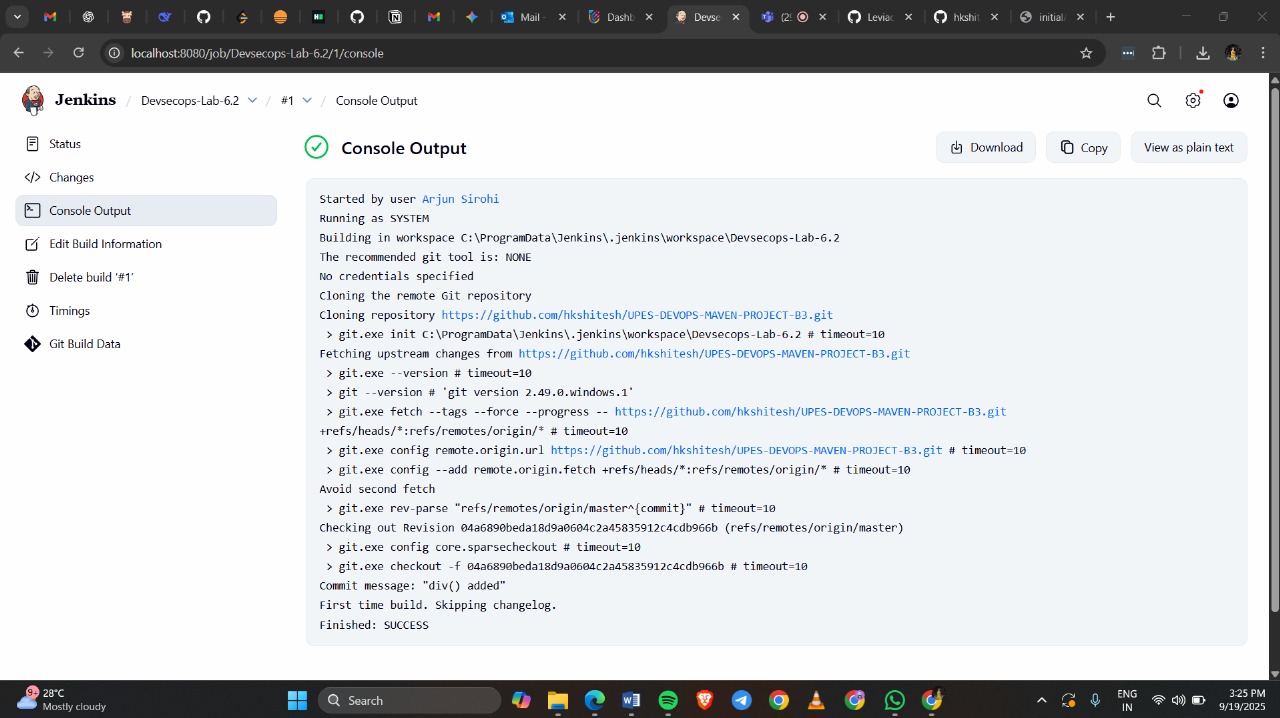 Mail -
Dashb
Devse
(25
Leviac
hkshit
initial/
localhost:8080/job/Devsecops-Lab-6.2/1/console
Jenkins / Devsecops-Lab-6.2 / #1 / Console Output
Status
Changes
Console Output
Edit Build Information
Delete build '#1'
Timings
Git Build Data
Console Output
Download
Copy
View as plain text
Started by user Arjun Sirohi
Running as SYSTEM
Building in workspace C:\ProgramData\Jenkins\.jenkins\workspace\Devsecops-Lab-6.2
The recommended git tool is: NONE
No credentials specified
Cloning the remote Git repository
Cloning repository https://github.com/hkshitesh/UPES-DEVOPS-MAVEN-PROJECT-B3.git
> git.exe init C:\ProgramData\Jenkins\.jenkins\workspace\Devsecops-Lab-6.2 # timeout=10
Fetching upstream changes from https://github.com/hkshitesh/UPES-DEVOPS-MAVEN-PROJECT-B3.git
> git.exe --version # timeout=10
> git --version # 'git version 2.49.0.windows.1'
> git.exe fetch --tags --force --progress -- https://github.com/hkshitesh/UPES-DEVOPS-MAVEN-PROJECT-B3.git
+refs/heads/*:refs/remotes/origin/* # timeout=10
> git.exe config remote.origin.url https://github.com/hkshitesh/UPES-DEVOPS-MAVEN-PROJECT-B3.git # timeout=10
> git.exe config --add remote.origin.fetch +refs/heads/*:refs/remotes/origin/* # timeout=10
Avoid second fetch
> git.exe rev-parse "refs/remotes/origin/master^{commit}" # timeout=10
Checking out Revision 04a6890beda18d9a0604c2a45835912c4cdb966b (refs/remotes/origin/master)
> git.exe config core.sparsecheckout # timeout=10
> git.exe checkout -f 04a6890beda18d9a0604c2a45835912c4cdb966b # timeout=10
Commit message: "div() added"
First time build. Skipping changelog.
Finished: SUCCESS
9+
28°C
Mostly cloudy
Search
ENG
IN
3:25 PM
9/19/2025